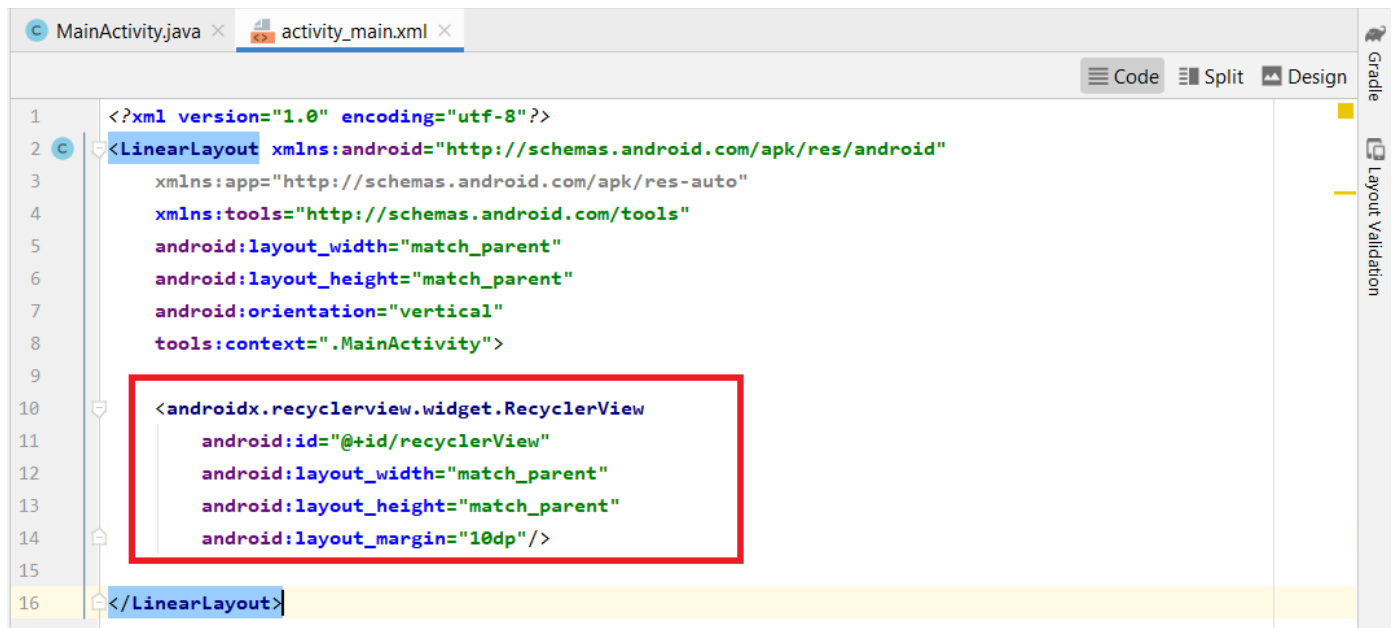 MainActivity.java
activity_main.xml
Code
Split
Design
1 <?xml version="1.0" encoding="utf-8"?>
2 <LinearLayout xmlns:android="http://schemas.android.com/apk/res/android"
3 xmlns:app="http://schemas.android.com/apk/res-auto"
4 xmlns:tools="http://schemas.android.com/tools"
5 android:layout_width="match_parent"
6 android:layout_height="match_parent"
7 android:orientation="vertical"
8 tools:context=".MainActivity">
9
10 <androidx.recyclerview.widget.RecyclerView
11 android:id="@+id/recyclerView"
12 android:layout_width="match_parent"
13 android:layout_height="match_parent"
14 android:layout_margin="10dp"/>
15
16 </LinearLayout>
Gradle
Layout Validation